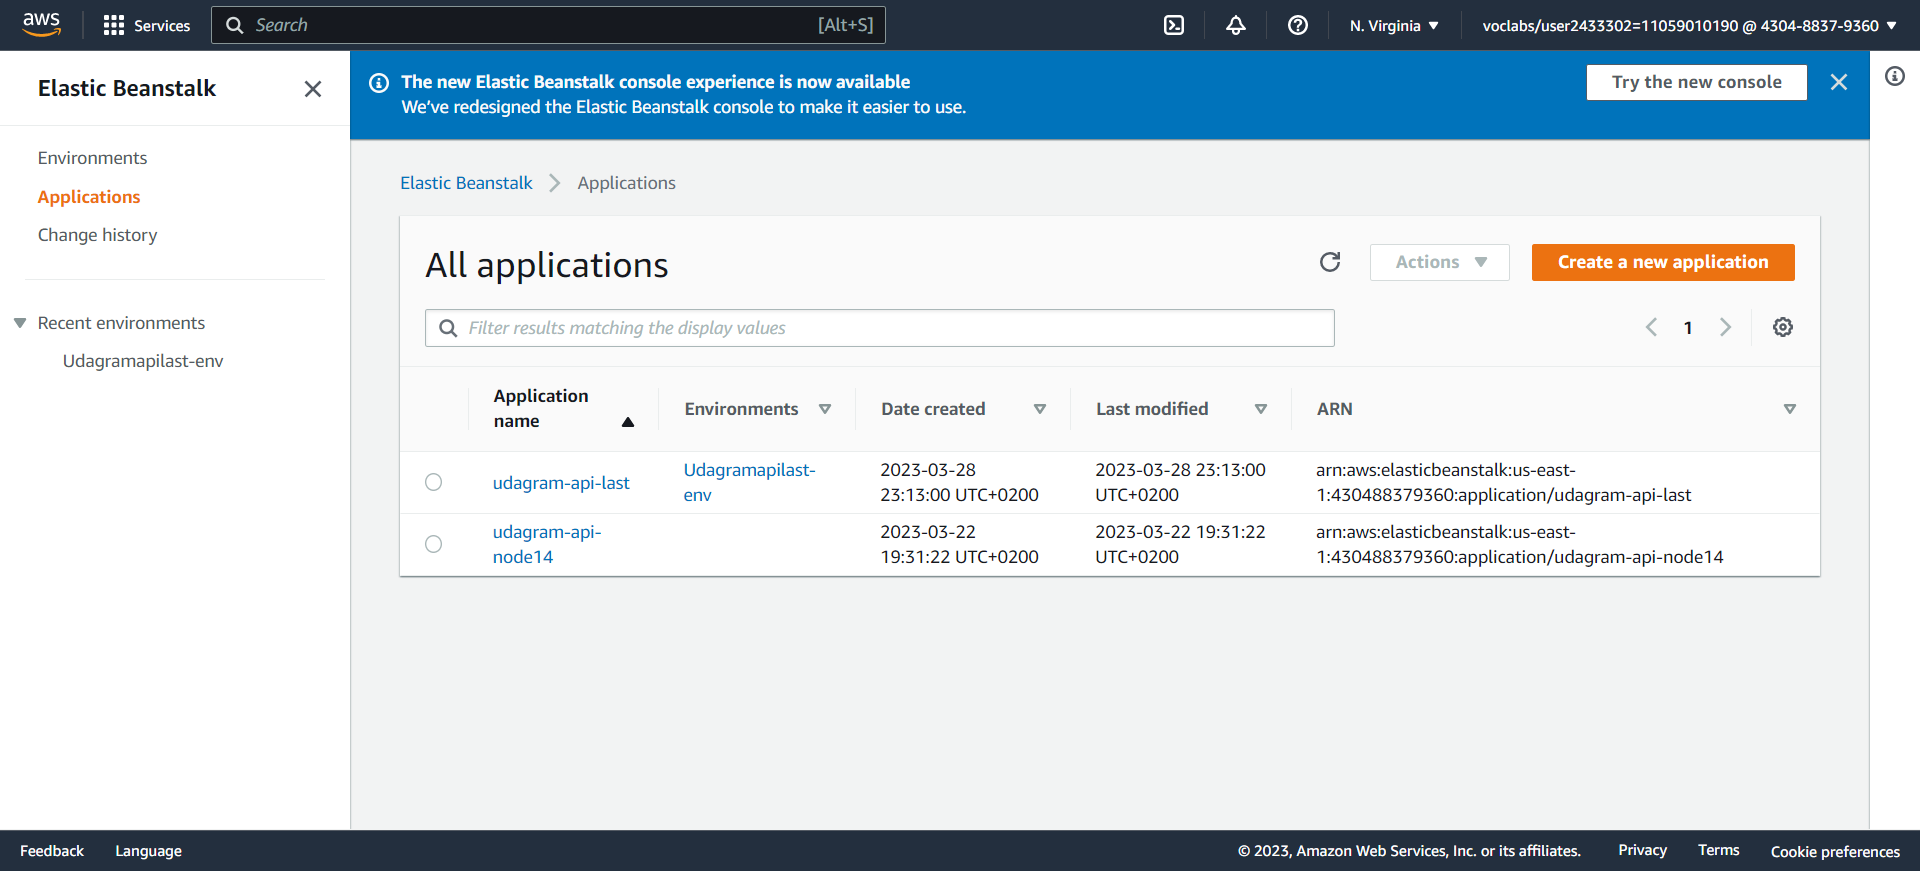 aws
Services
Search
[Alt+S]
N. Virginia
voclabs/user2433302=11059010190 @ 4304-8837-9360
Elastic Beanstalk
Environments
Applications
Change history
Recent environments
Udagramapilast-env
The new Elastic Beanstalk console experience is now available
We've redesigned the Elastic Beanstalk console to make it easier to use.
Try the new console
Elastic Beanstalk
Applications
All applications
Actions
Create a new application
Filter results matching the display values
1
Application
name
Environments
Date created
Last modified
ARN
udagram-api-last
Udagramapilast-
env
2023-03-28
23:13:00 UTC+0200
2023-03-28 23:13:00
UTC+0200
arn:aws:elasticbeanstalk:us-east-
1:430488379360:application/udagram-api-last
udagram-api-
node14
2023-03-22
19:31:22 UTC+0200
2023-03-22 19:31:22
UTC+0200
arn:aws:elasticbeanstalk:us-east-
1:430488379360:application/udagram-api-node14
Feedback
Language
© 2023, Amazon Web Services, Inc. or its affiliates.
Privacy
Terms
Cookie preferences